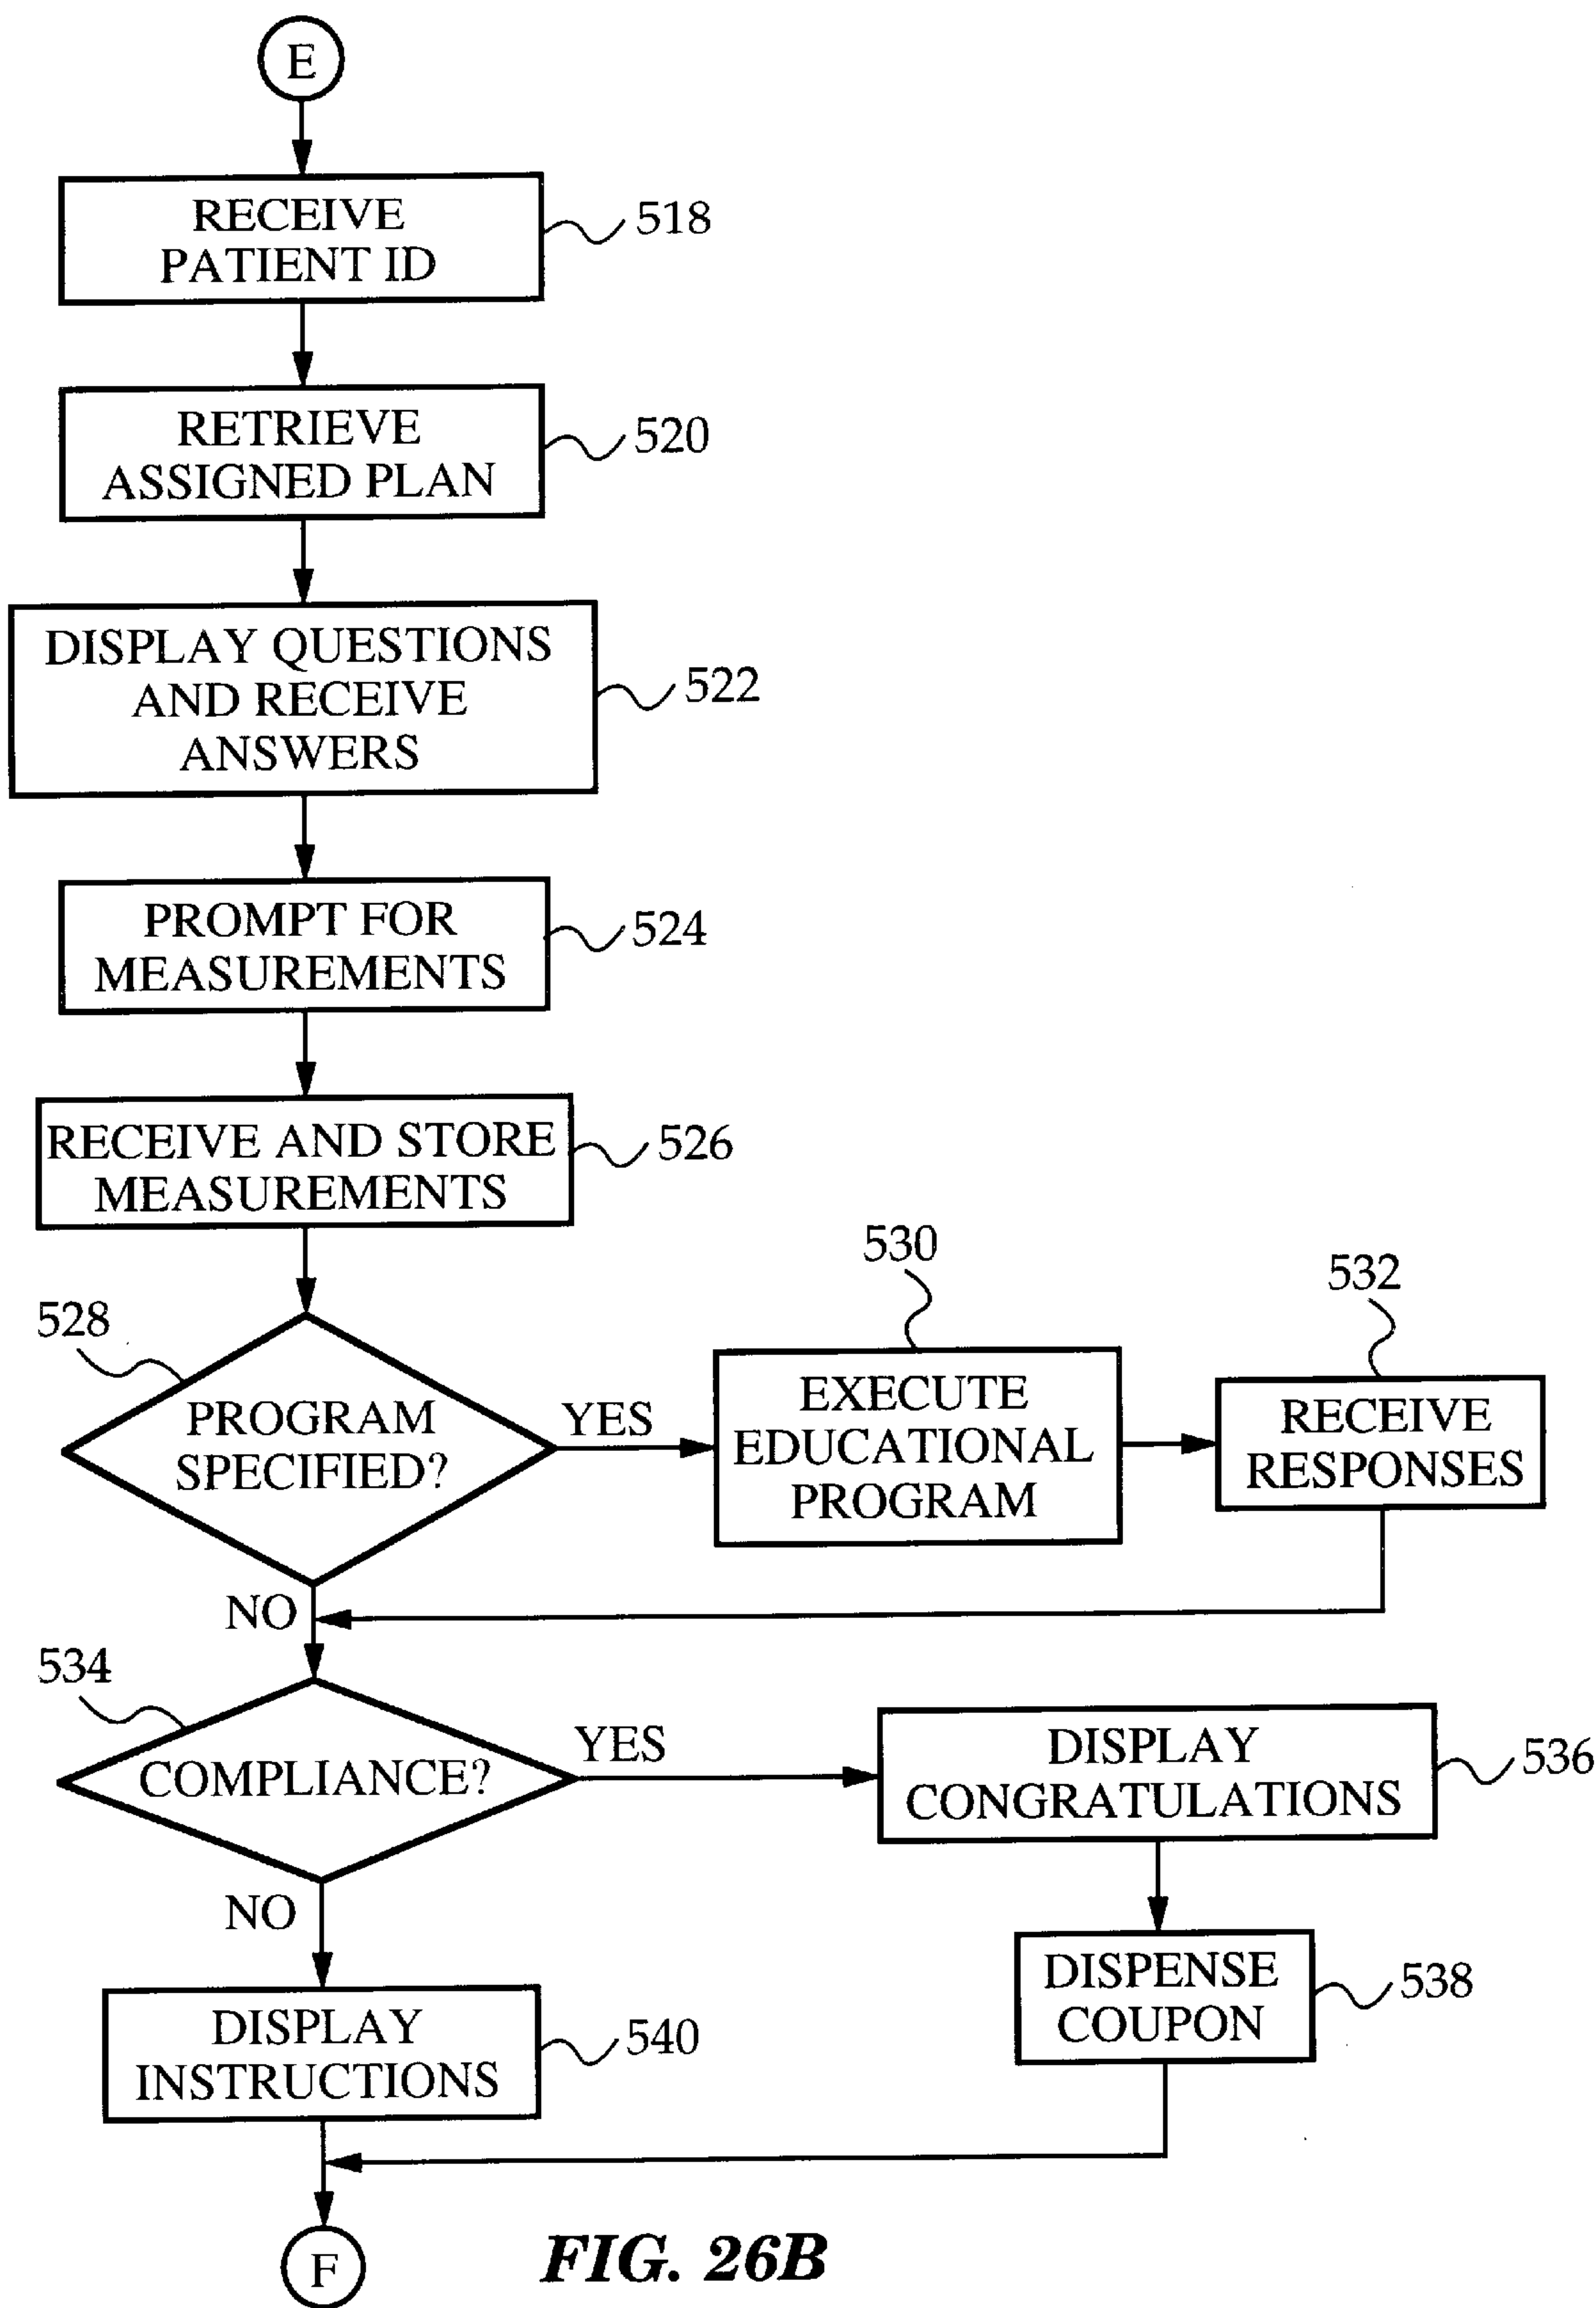 E
RECEIVE
PATIENT ID
518
RETRIEVE
ASSIGNED PLAN
520
DISPLAY QUESTIONS
AND RECEIVE
ANSWERS
522
PROMPT FOR
MEASUREMENTS
524
RECEIVE AND STORE
MEASUREMENTS
526
528
PROGRAM
SPECIFIED?
YES
530
EXECUTE
EDUCATIONAL
PROGRAM
532
RECEIVE
RESPONSES
NO
534
COMPLIANCE?
YES
DISPLAY
CONGRATULATIONS
536
NO
DISPENSE
COUPON
538
DISPLAY
INSTRUCTIONS
540
F
FIG. 26B